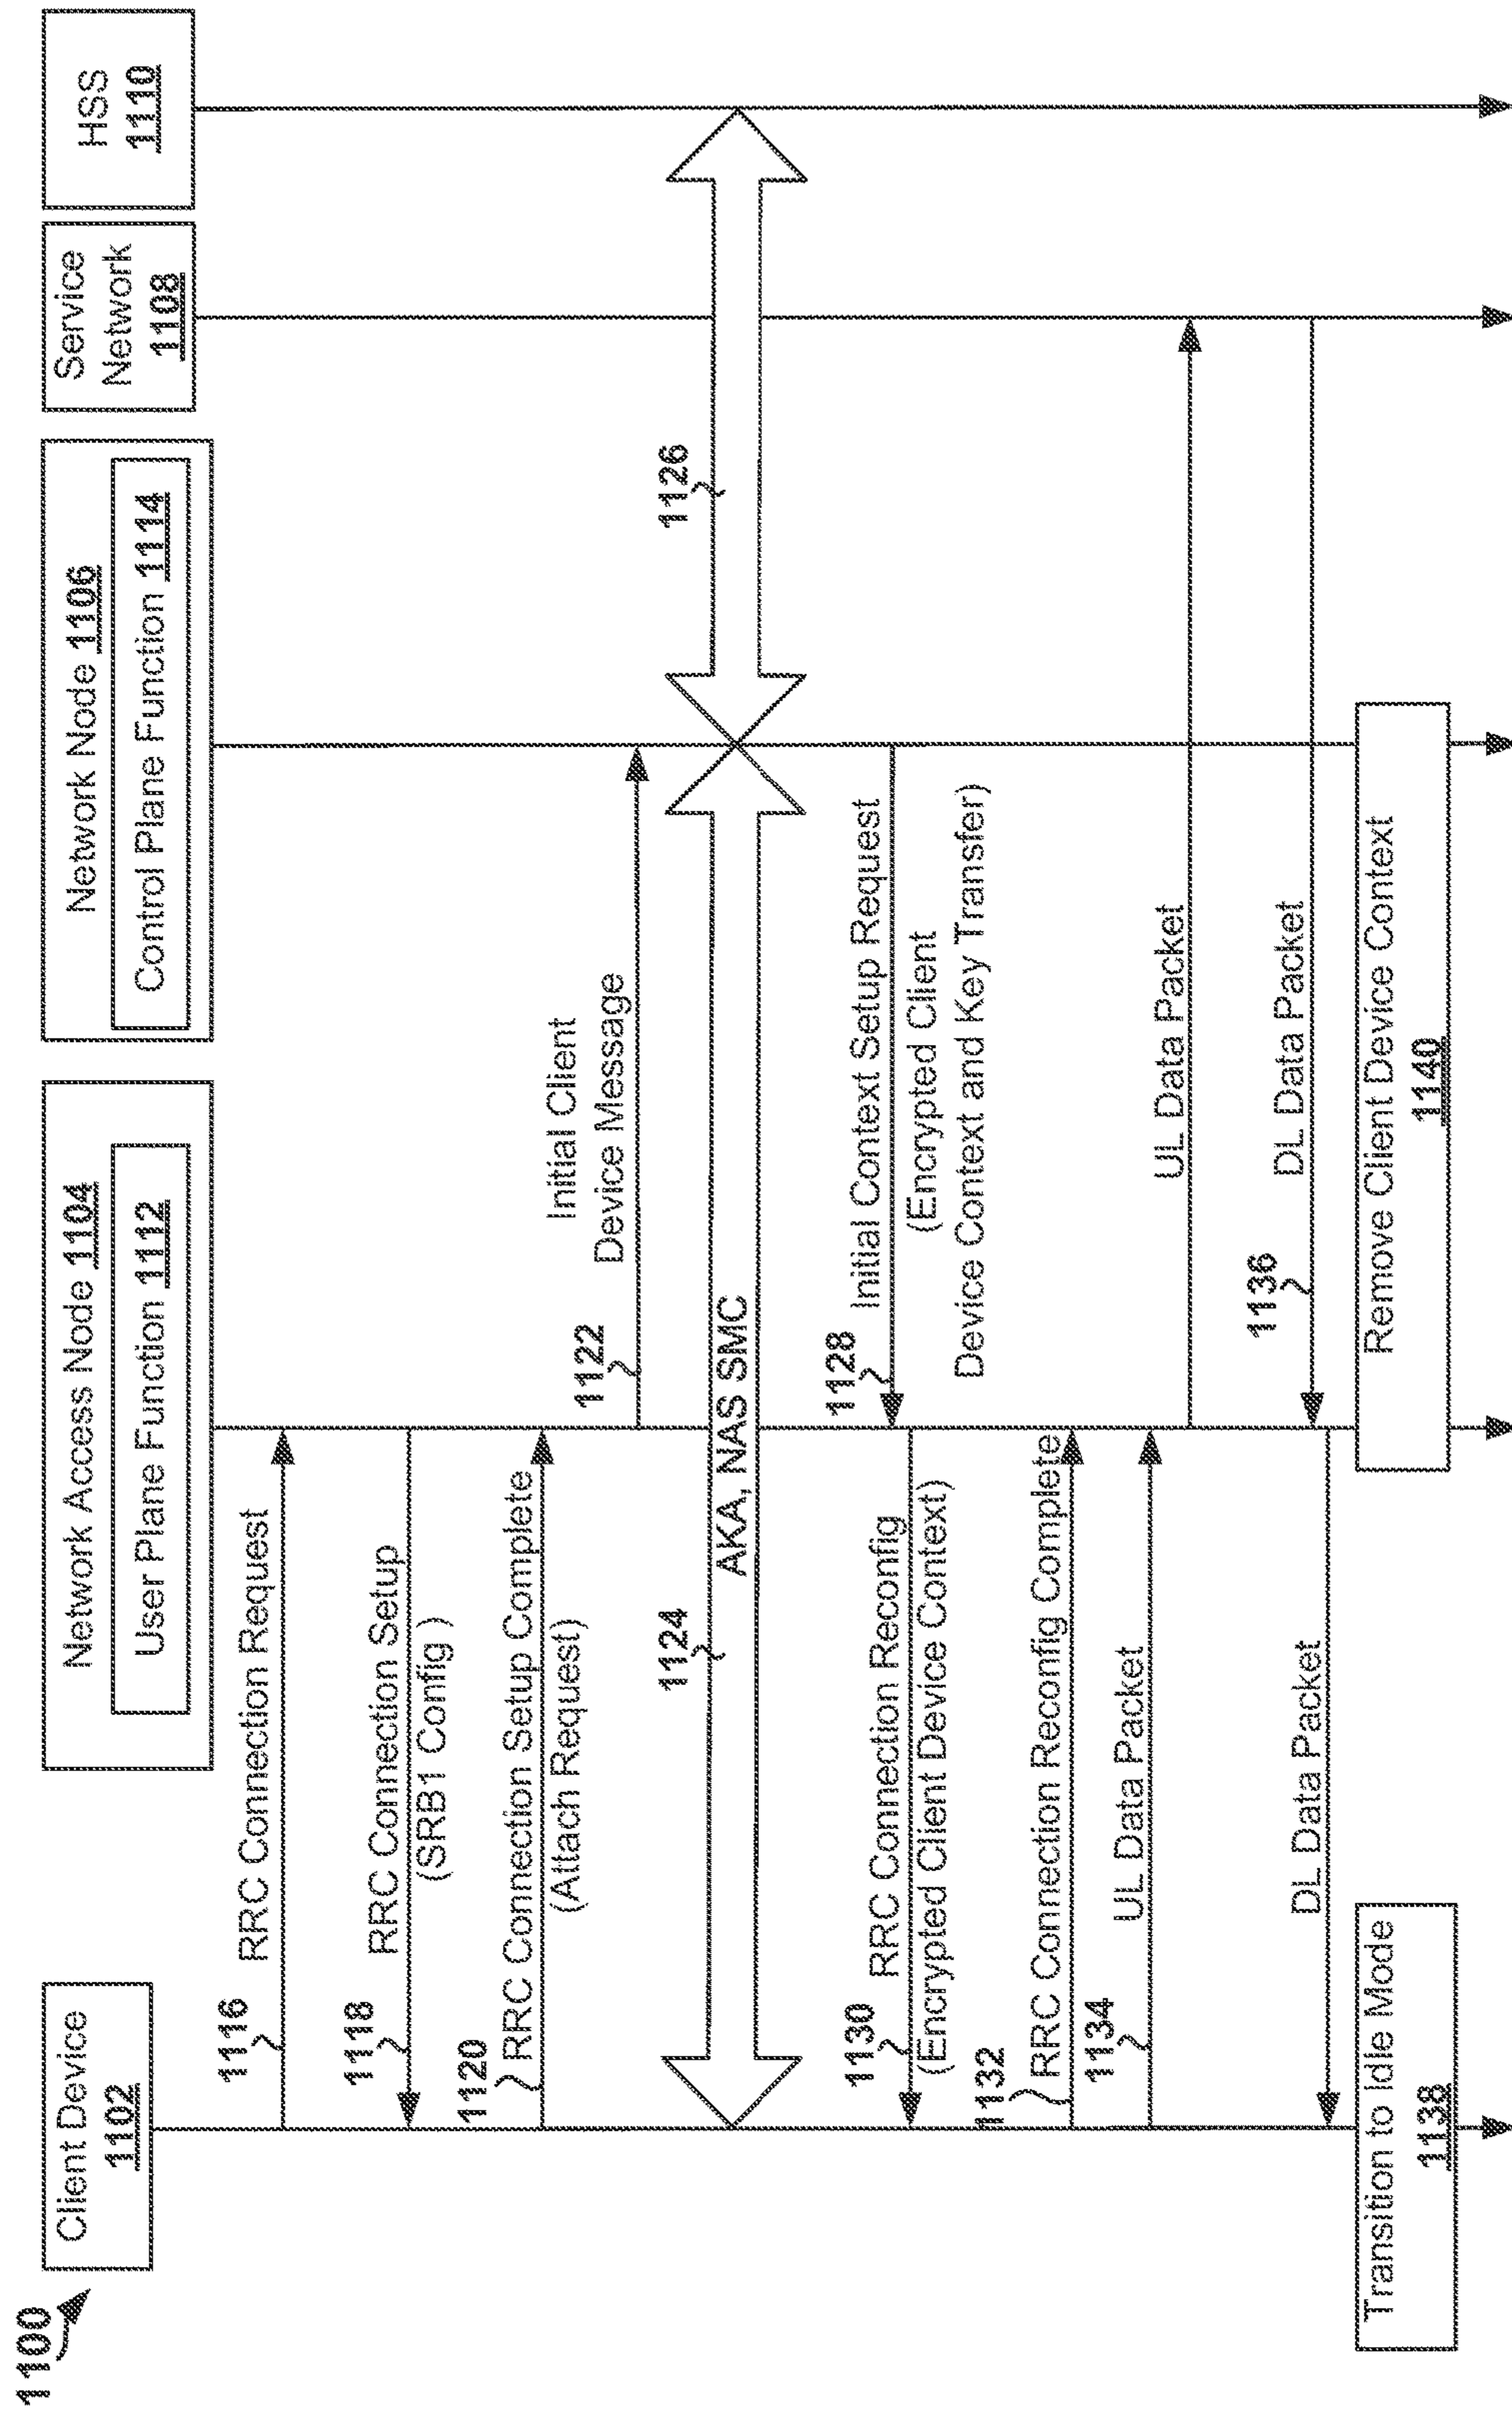 1100
Client Device
1102
Network Access Node 1104
User Plane Function 1112
Network Node 1106
Control Plane Function 1114
Service
Network
1108
HSS
1110
1116
RRC Connection Request
1118
RRC Connection Setup
(SRB1 Config )
1120
RRC Connection Setup Complete
(Attach Request)
1122
Initial Client
Device Message
1124
AKA, NAS SMC
1126
1128
Initial Context Setup Request
(Encrypted Client
Device Context and Key Transfer)
1130
RRC Connection Reconfig
(Encrypted Client Device Context)
1132
RRC Connection Reconfig Complete
1134
UL Data Packet
UL Data Packet
1136
DL Data Packet
DL Data Packet
Transition to Idle Mode
1138
Remove Client Device Context
1140